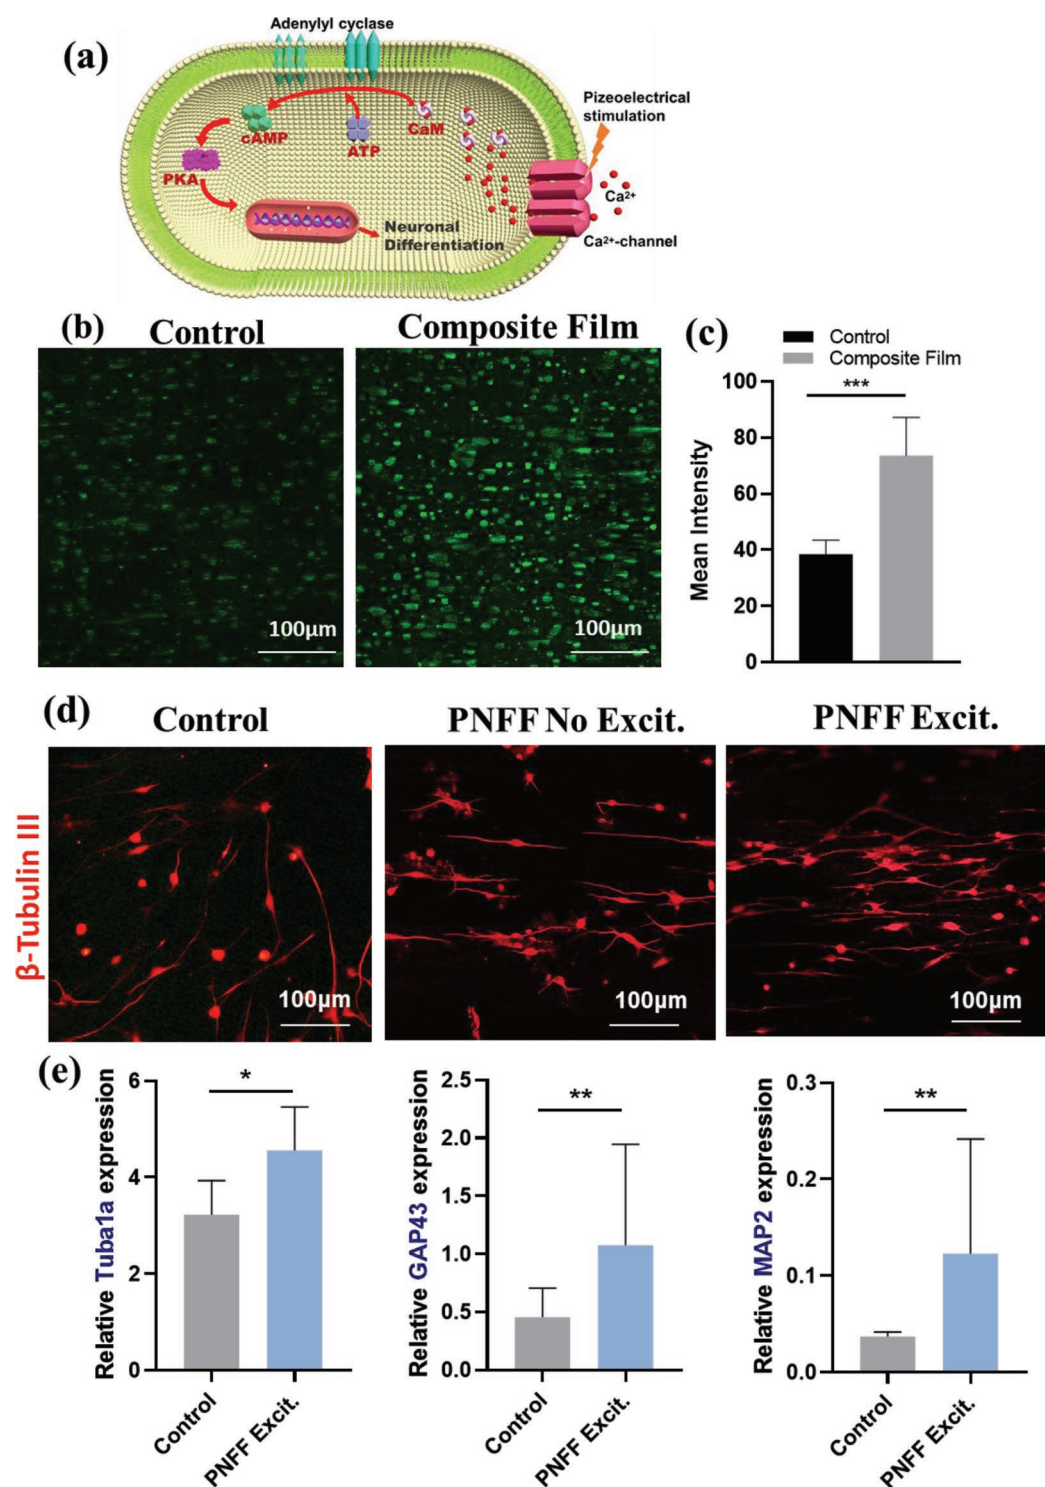 (a)
Adenylyl cyclase
Pizeoelectrical
stimulation
cAMP
ATP
CaM
PKA
Ca²⁺
Neuronal
Differentiation
Ca²⁺-channel
(b)
Control
Composite Film
100µm
100µm
(c)
Control
Composite Film
***
Mean Intensity
100
80
60
40
20
0
(d)
Control
PNFF No Excit.
PNFF Excit.
β-Tubulin III
100µm
100µm
100µm
(e)
Relative Tuba1a expression
6
4
2
0
*
Control
PNFF Excit.
Relative GAP43 expression
2.5
2.0
1.5
1.0
0.5
0.0
**
Control
PNFF Excit.
Relative MAP2 expression
0.3
0.2
0.1
0.0
**
Control
PNFF Excit.